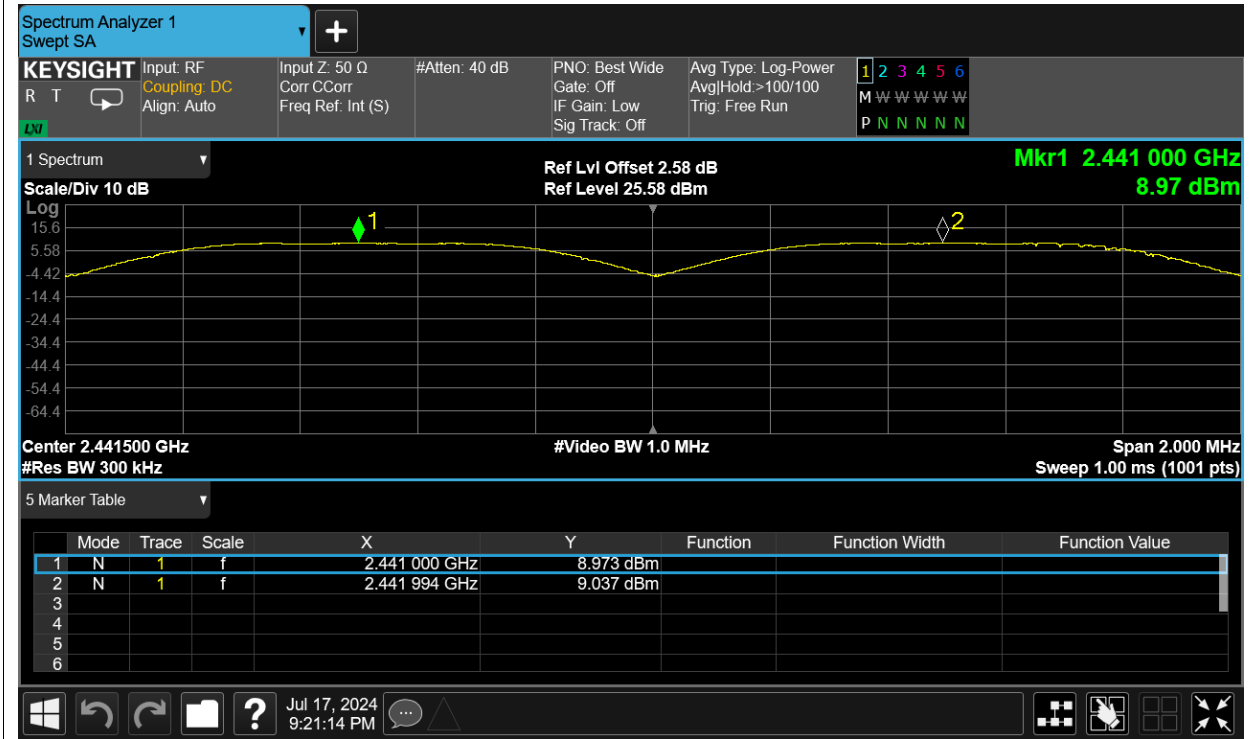 Spectrum Analyzer 1
Swept SA
+
KEYSIGHT
R T
LXI
Input: RF
Coupling: DC
Align: Auto
Input Z: 50 Ω
Corr CCorr
Freq Ref: Int (S)
#Atten: 40 dB
PNO: Best Wide
Gate: Off
IF Gain: Low
Sig Track: Off
Avg Type: Log-Power
Avg|Hold:>100/100
Trig: Free Run
1 2 3 4 5 6
M W W W W W
P N N N N N
1 Spectrum
Scale/Div 10 dB
Ref Lvl Offset 2.58 dB
Ref Level 25.58 dBm
Mkr1 2.441 000 GHz
8.97 dBm
Log
15.6
5.58
-4.42
-14.4
-24.4
-34.4
-44.4
-54.4
-64.4
1
2
Center 2.441500 GHz
#Video BW 1.0 MHz
Span 2.000 MHz
#Res BW 300 kHz
Sweep 1.00 ms (1001 pts)
5 Marker Table
Mode Trace Scale X Y Function Function Width Function Value
1 N 1 f 2.441 000 GHz 8.973 dBm
2 N 1 f 2.441 994 GHz 9.037 dBm
3
4
5
6
?
Jul 17, 2024
9:21:14 PM